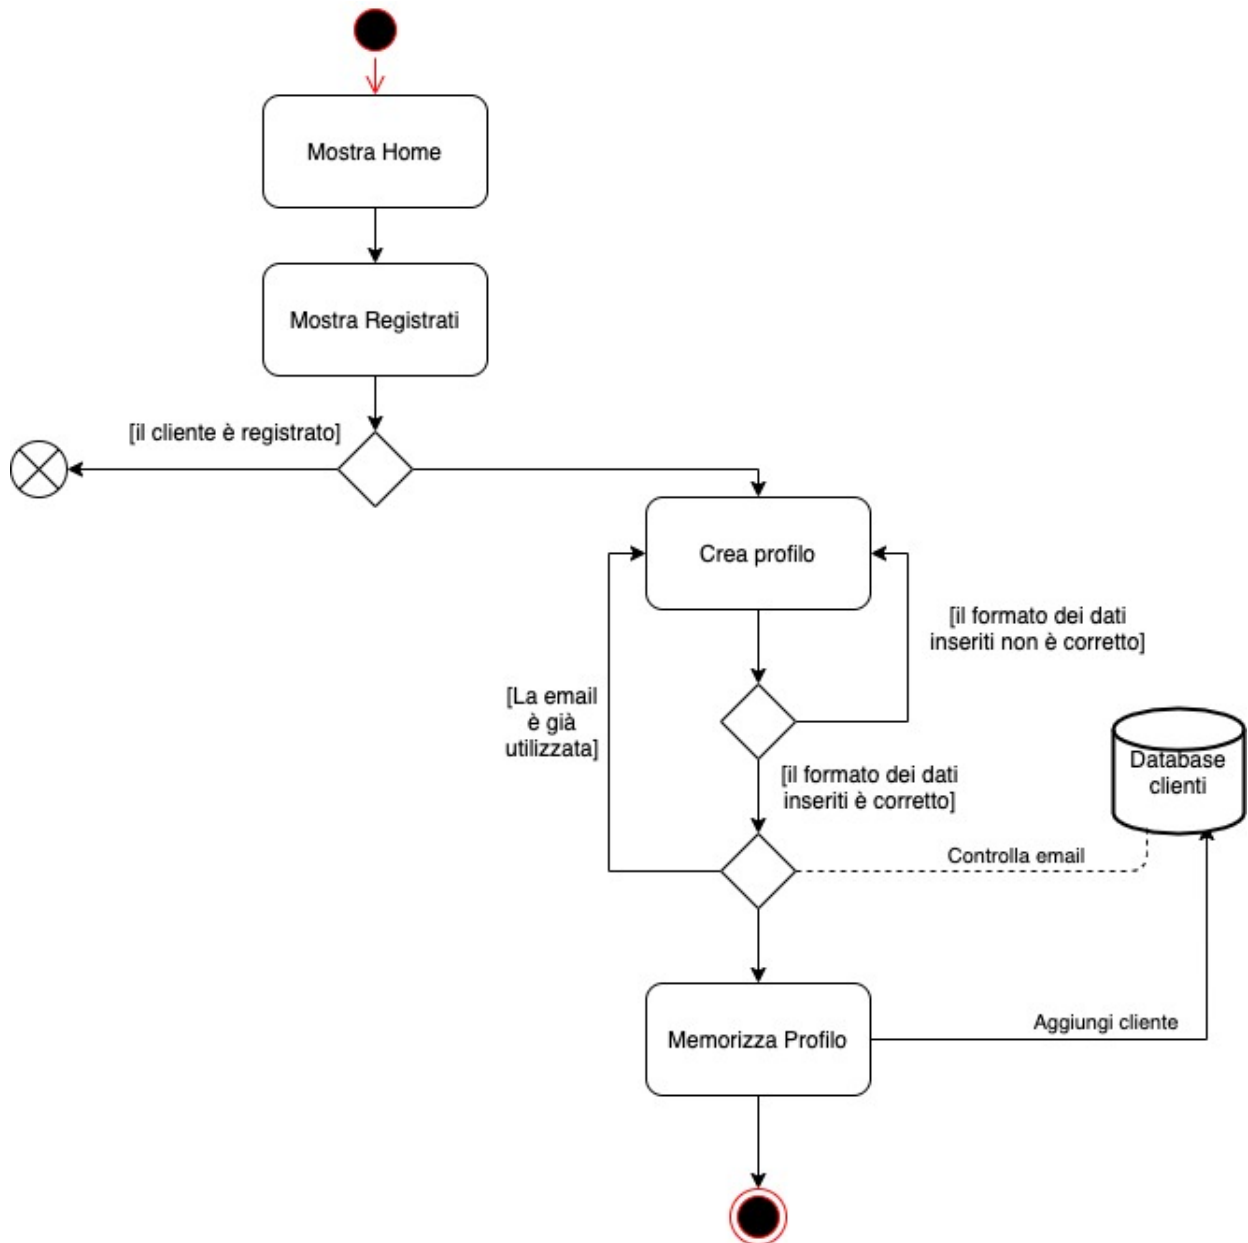 Mostra Home
Mostra Registrati
[il cliente è registrato]
Crea profilo
[il formato dei dati
inseriti non è corretto]
[La email
è già
utilizzata]
[il formato dei dati
inseriti è corretto]
Database
clienti
Controlla email
Memorizza Profilo
Aggiungi cliente